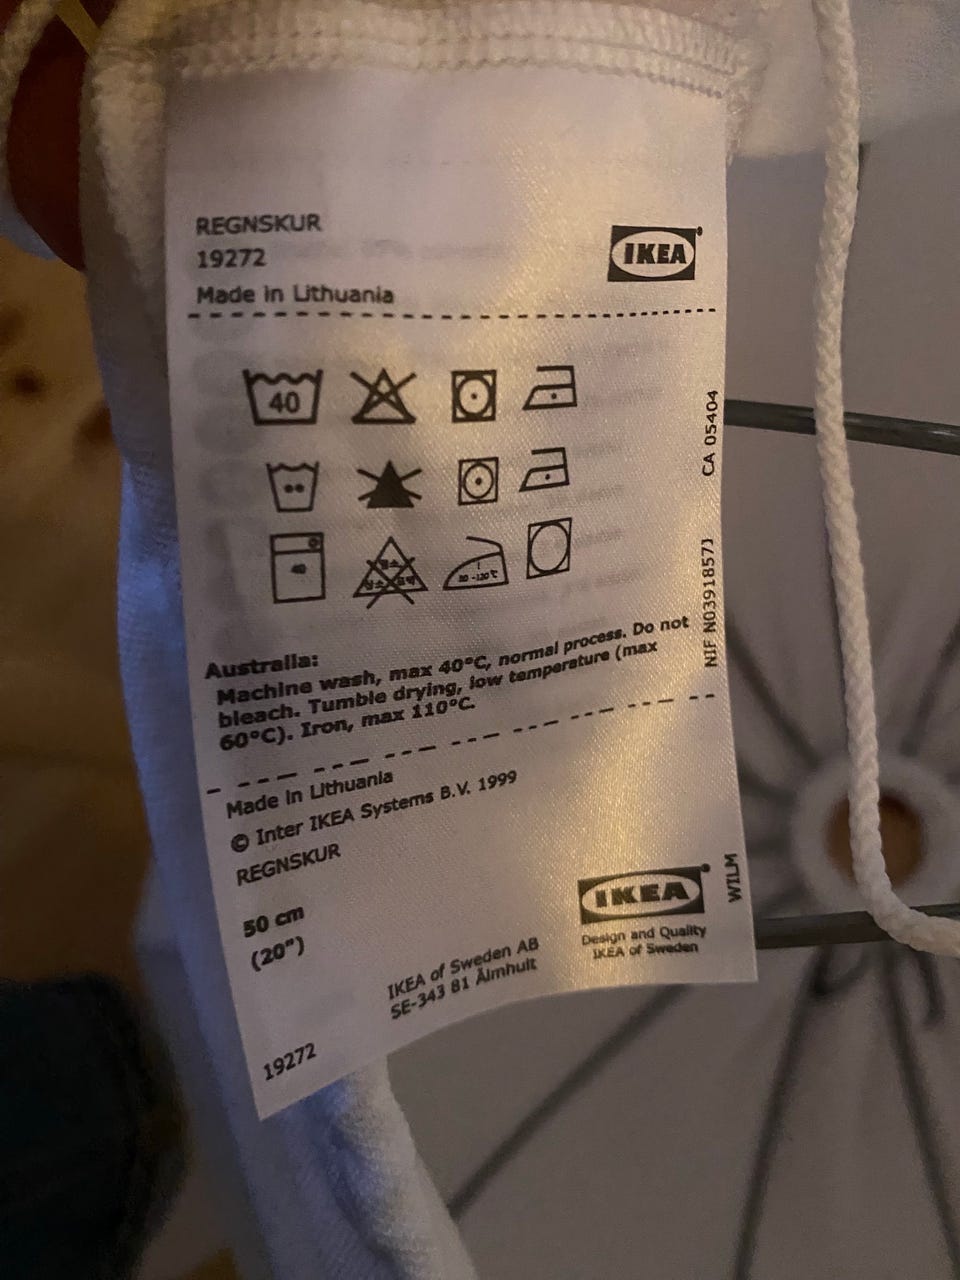 REGNSKUR
19272
Made in Lithuania
IKEA
40
40
Australia:
Machine wash, max 40°C, normal process. Do not
bleach. Tumble drying, low temperature (max
60°C). Iron, max 110°C.
CA 05404
NIF N0391857J
Made in Lithuania
© Inter IKEA Systems B.V. 1999
REGNSKUR
50 cm
(20")
IKEA
Design and Quality
IKEA of Sweden
WILM
IKEA of Sweden AB
SE-343 81 Älmhult
19272